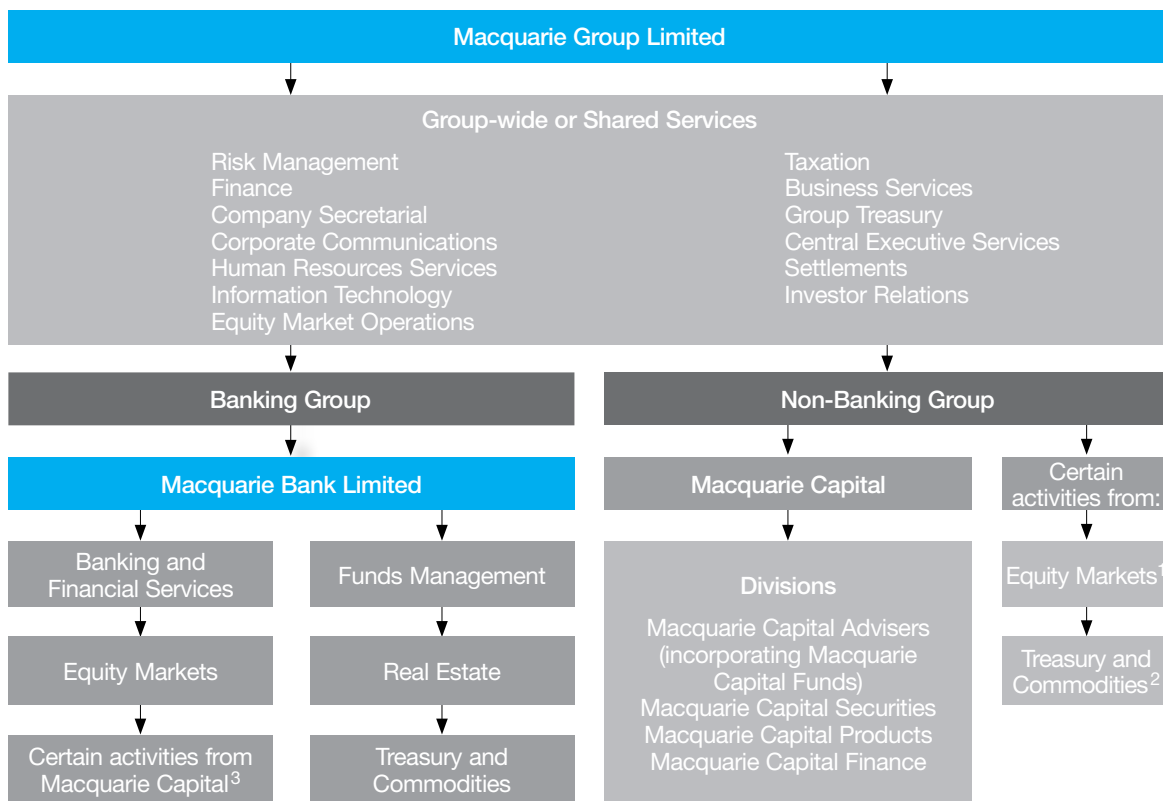 Macquarie Group Limited
Group-wide or Shared Services
Risk Management
Finance
Company Secretarial
Corporate Communications
Human Resources Services
Information Technology
Equity Market Operations
Taxation
Business Services
Group Treasury
Central Executive Services
Settlements
Investor Relations
Banking Group
Non-Banking Group
Macquarie Bank Limited
Macquarie Capital
Certain
activities from:
Banking and
Financial Services
Funds Management
Equity Markets
Real Estate
Certain activities from
Macquarie Capital³
Treasury and
Commodities
Divisions
Macquarie Capital Advisers
(incorporating Macquarie
Capital Funds)
Macquarie Capital Securities
Macquarie Capital Products
Macquarie Capital Finance
Equity Markets¹
Treasury and
Commodities²